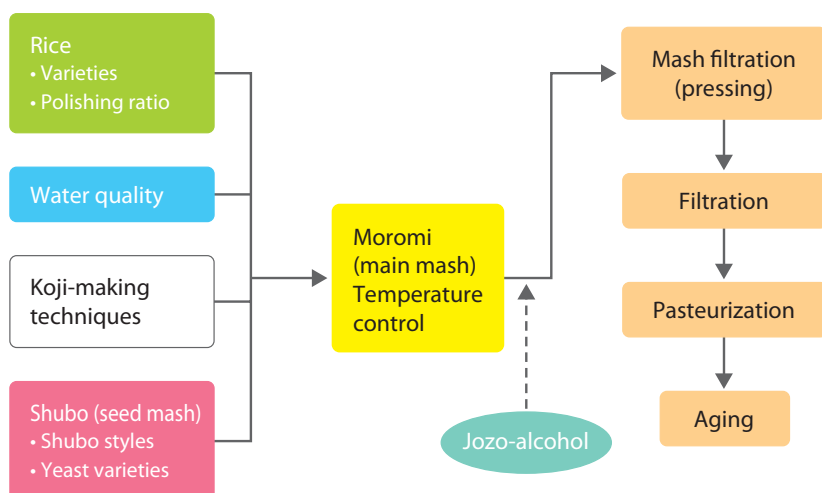 Rice
• Varieties
• Polishing ratio
Water quality
Koji-making
techniques
Shubo (seed mash)
• Shubo styles
• Yeast varieties
Moromi
(main mash)
Temperature
control
Jozo-alcohol
Mash filtration
(pressing)
Filtration
Pasteurization
Aging